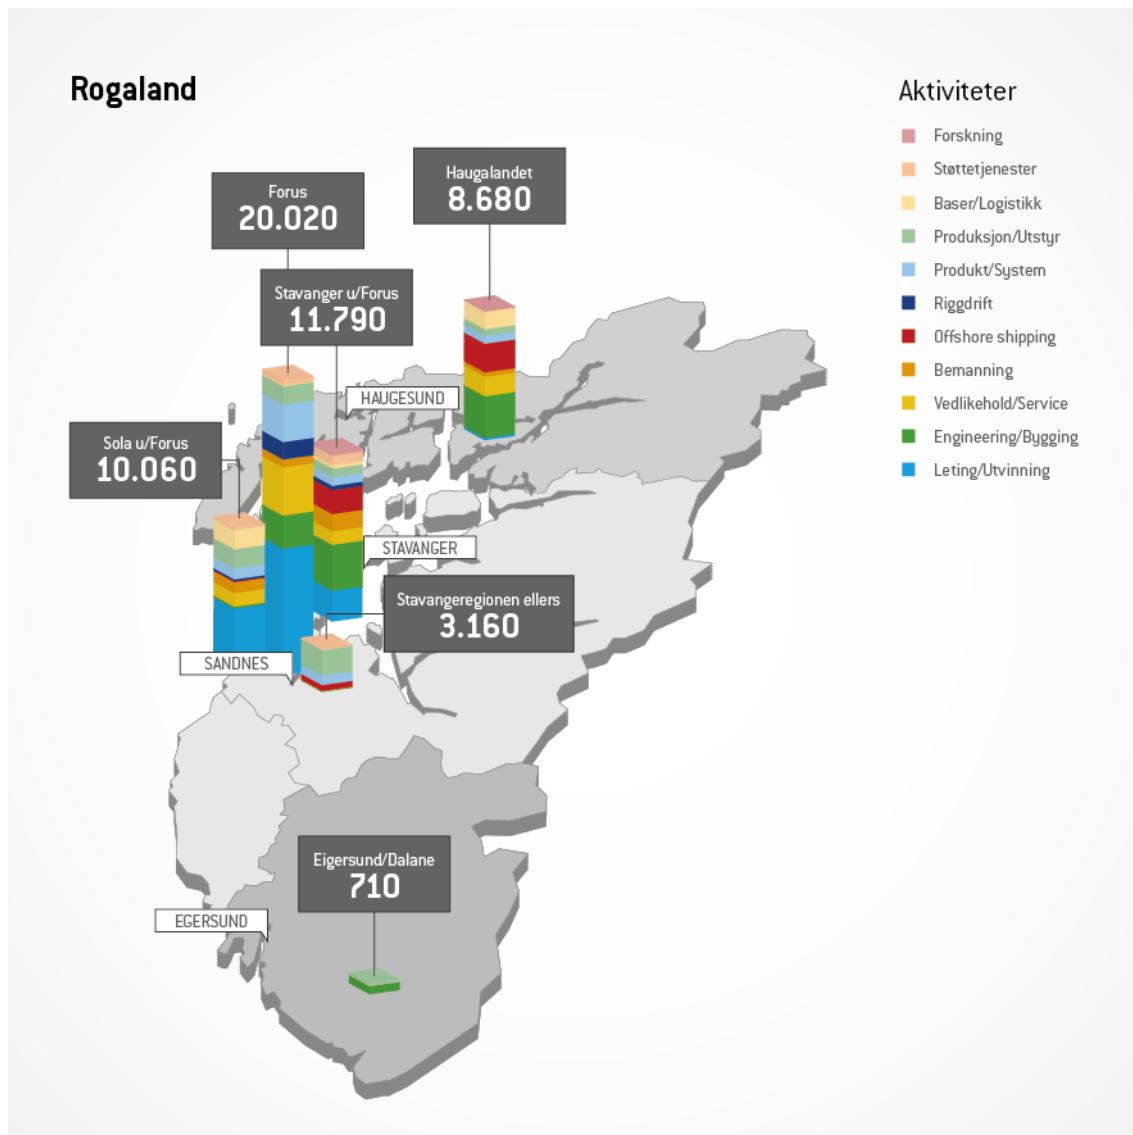 Rogaland
Aktiviteter
Forskning
Støttetjenester
Baser/Logistikk
Produksjon/Utstyr
Produkt/System
Riggdrift
Offshore shipping
Bemanning
Vedlikehold/Service
Engineering/Bygging
Leting/Utvinning
Haugalandet
8.680
Forus
20.020
Stavanger u/Forus
11.790
HAUGESUND
Sola u/Forus
10.060
STAVANGER
Stavangeregionen ellers
3.160
SANDNES
Eigersund/Dalane
710
EGERSUND